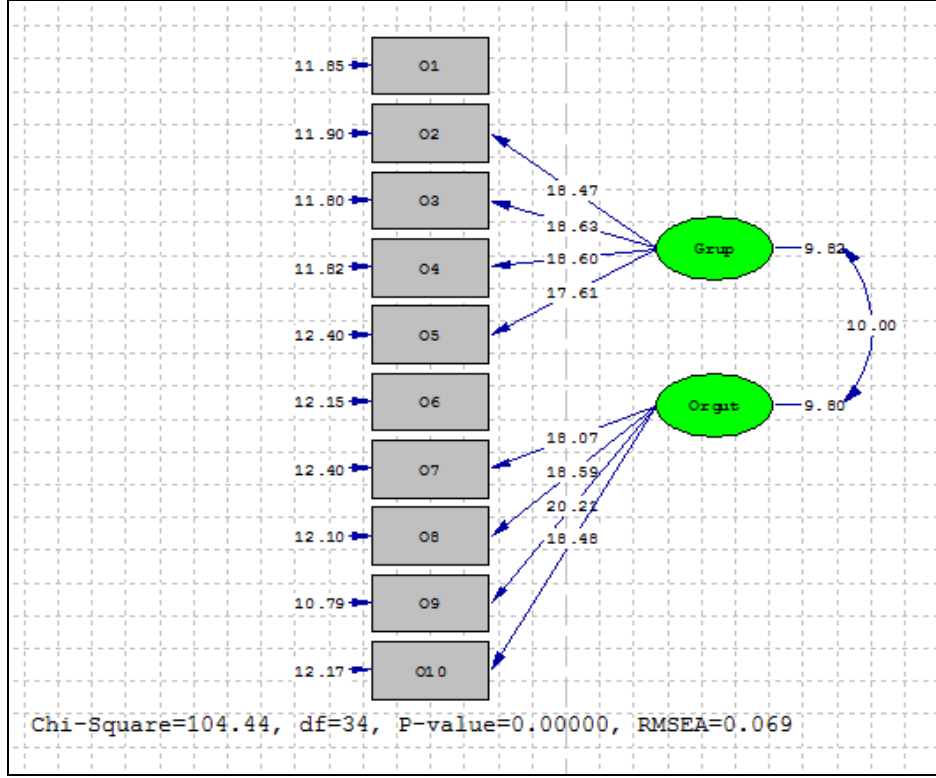 11.85 O1
11.90 O2
18.47
11.80 O3
18.63
11.82 O4
18.60
Grup 9.82
17.61
12.40 O5
10.00
12.15 O6
Orgut 9.80
18.07
12.40 O7
18.59
20.21
12.10 O8
18.48
10.79 O9
12.17 O10
Chi-Square=104.44, df=34, P-value=0.00000, RMSEA=0.069